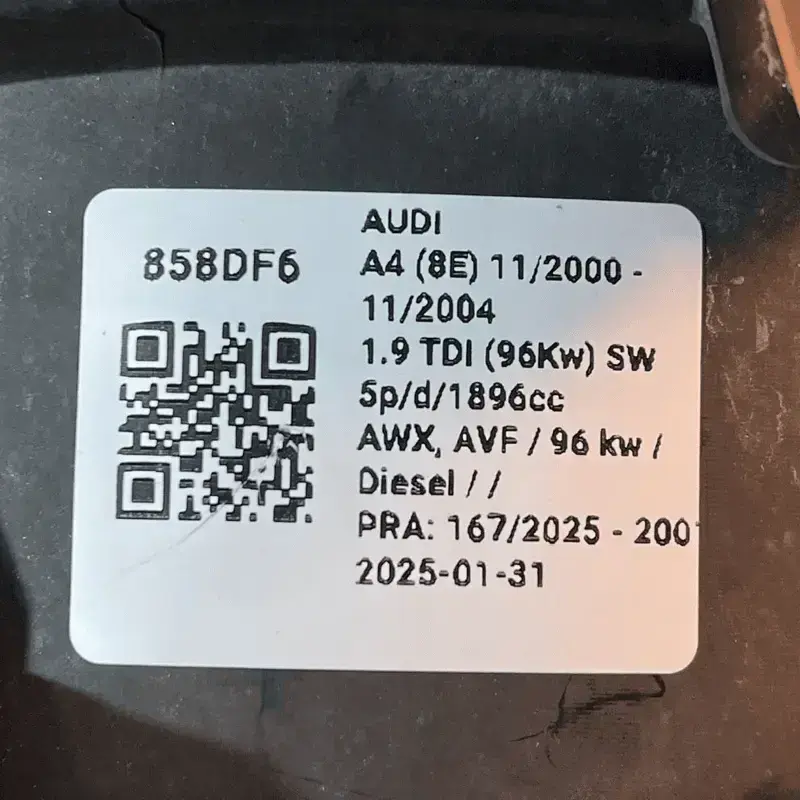 858DF6
AUDI
A4 (8E) 11/2000 -
11/2004
1.9 TDI (96Kw) SW
5p/d/1896cc
AWX, AVF / 96 kw /
Diesel / /
PRA: 167/2025 - 2001
2025-01-31